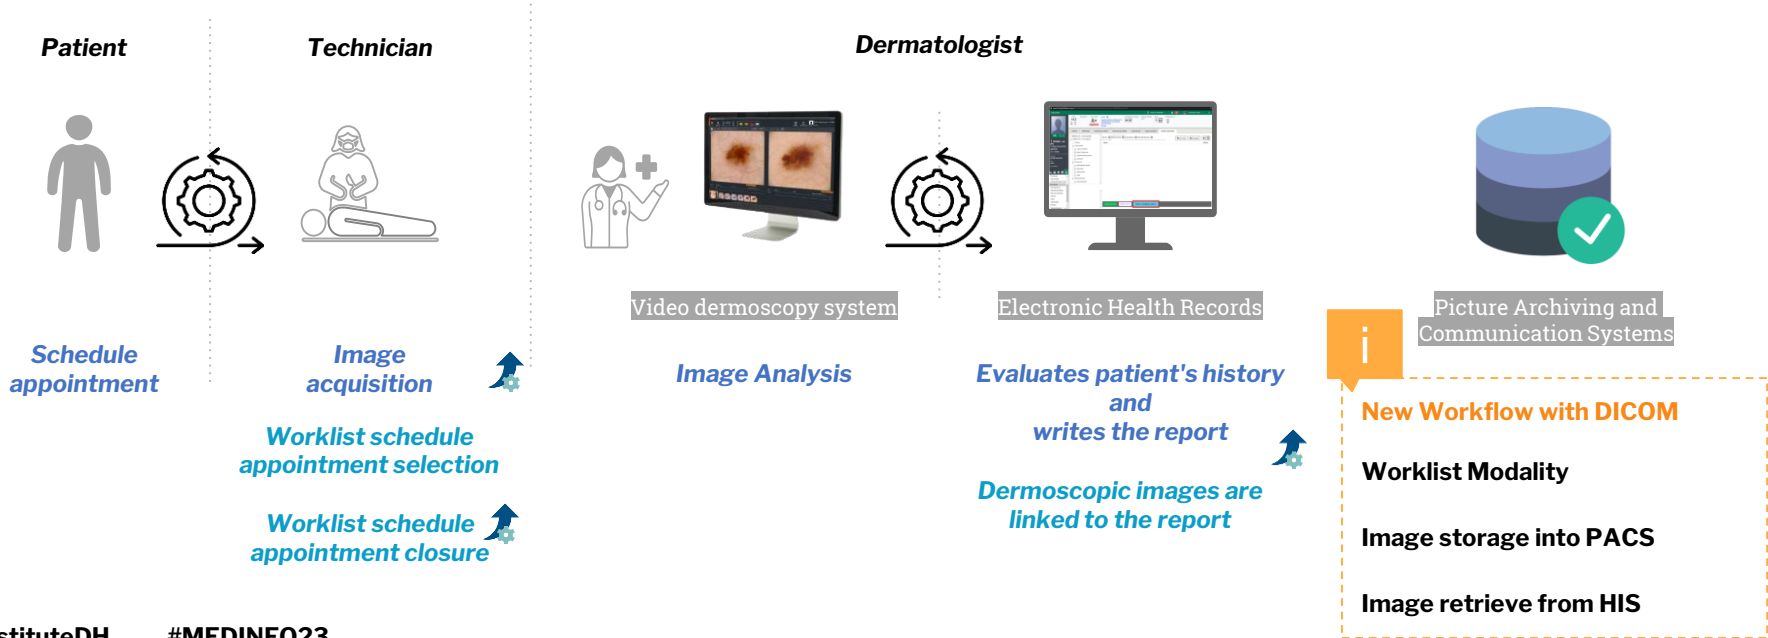 Patient
Technician
Dermatologist
Video dermoscopy system
Electronic Health Records
Picture Archiving and
Communication Systems
i
Schedule
appointment
Image
acquisition
Image Analysis
Evaluates patient's history
and
writes the report
New Workflow with DICOM
Worklist schedule
appointment selection
Worklist Modality
Dermoscopic images are
linked to the report
Worklist schedule
appointment closure
Image storage into PACS
Image retrieve from HIS
stituteDH
#MEDINFO23